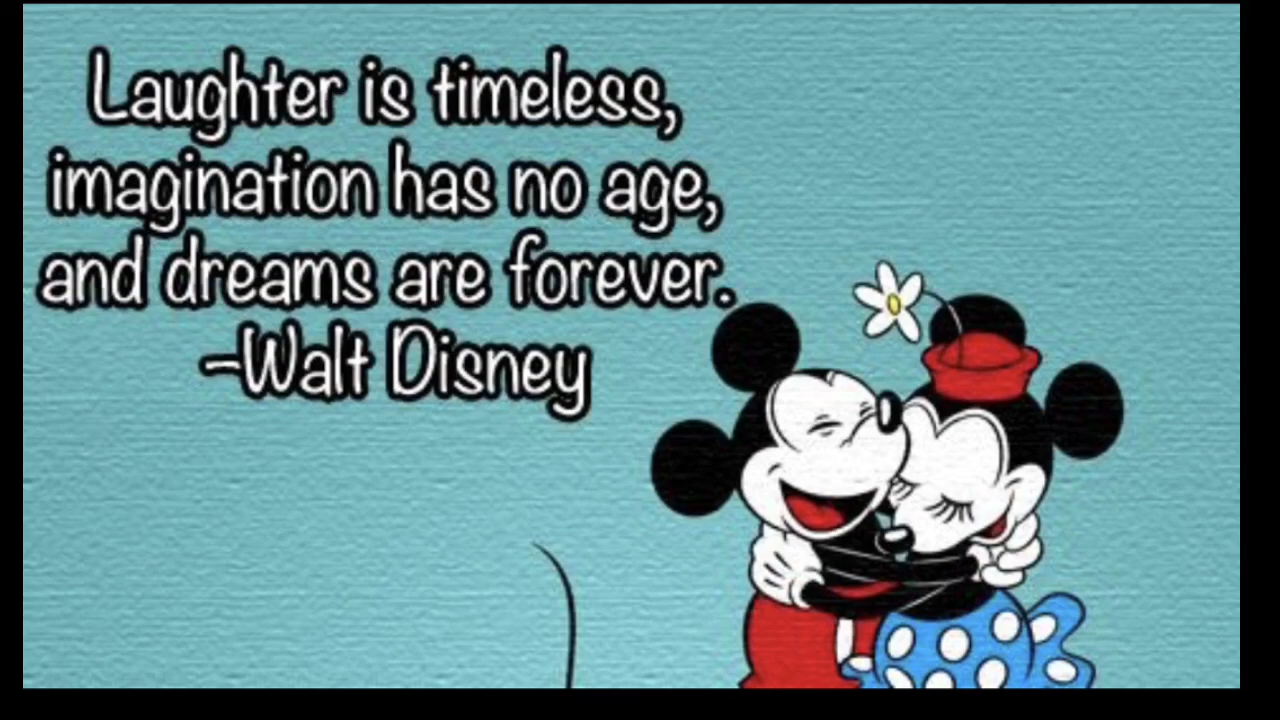 Laughter is timeless,
imagination has no age,
and dreams are forever.
-Walt Disney